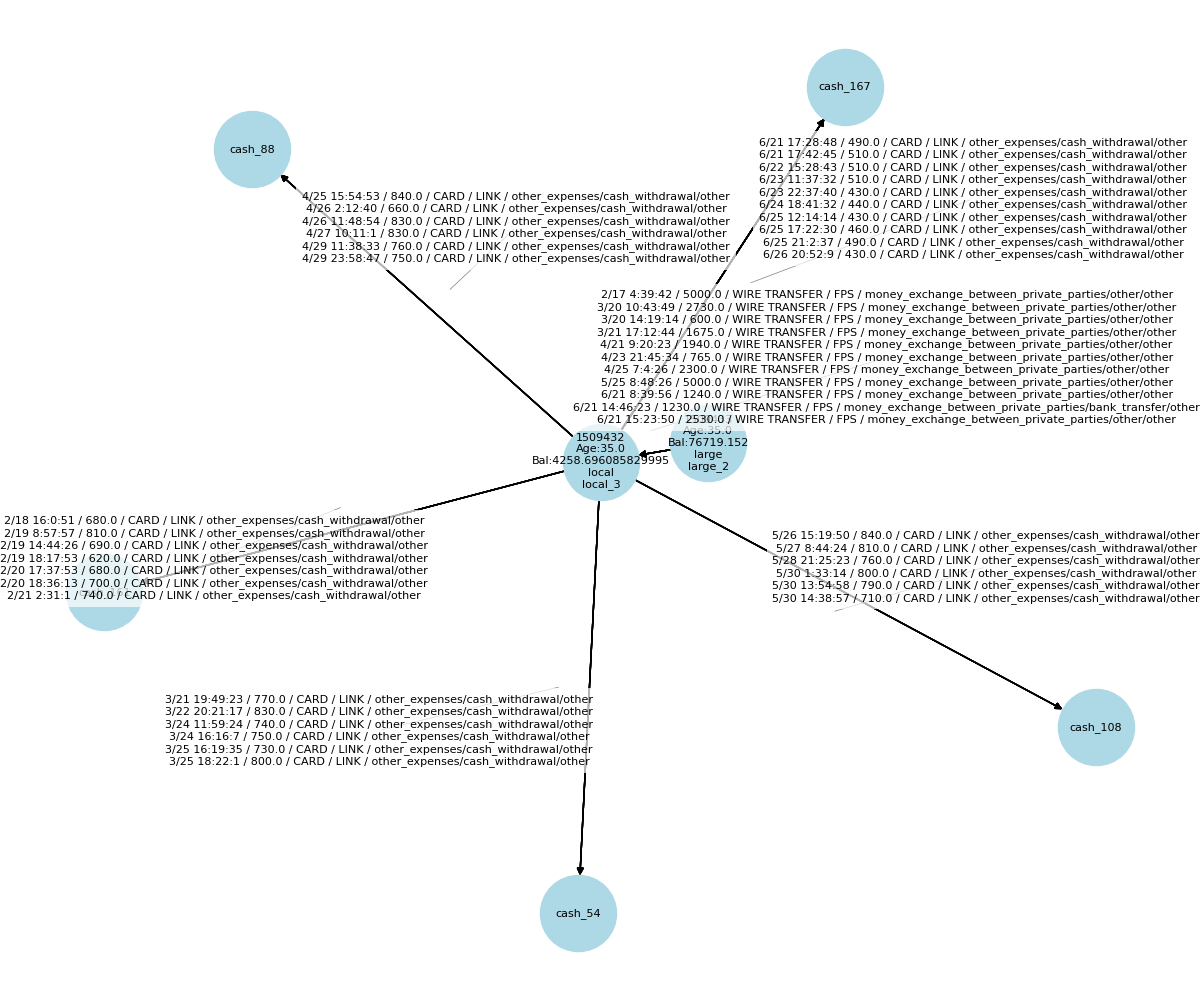 cash_167
cash_88
6/21 17:28:48 / 490.0 / CARD / LINK / other_expenses/cash_withdrawal/other
6/21 17:42:45 / 510.0 / CARD / LINK / other_expenses/cash_withdrawal/other
6/22 15:28:43 / 510.0 / CARD / LINK / other_expenses/cash_withdrawal/other
6/23 11:37:32 / 510.0 / CARD / LINK / other_expenses/cash_withdrawal/other
6/23 22:37:40 / 430.0 / CARD / LINK / other_expenses/cash_withdrawal/other
6/24 18:41:32 / 440.0 / CARD / LINK / other_expenses/cash_withdrawal/other
6/25 12:14:14 / 430.0 / CARD / LINK / other_expenses/cash_withdrawal/other
6/25 17:22:30 / 460.0 / CARD / LINK / other_expenses/cash_withdrawal/other
6/25 21:2:37 / 490.0 / CARD / LINK / other_expenses/cash_withdrawal/other
6/26 20:52:9 / 430.0 / CARD / LINK / other_expenses/cash_withdrawal/other
4/25 15:54:53 / 840.0 / CARD / LINK / other_expenses/cash_withdrawal/other
4/26 2:12:40 / 660.0 / CARD / LINK / other_expenses/cash_withdrawal/other
4/26 11:48:54 / 830.0 / CARD / LINK / other_expenses/cash_withdrawal/other
4/27 10:11:1 / 830.0 / CARD / LINK / other_expenses/cash_withdrawal/other
4/29 11:38:33 / 760.0 / CARD / LINK / other_expenses/cash_withdrawal/other
4/29 23:58:47 / 750.0 / CARD / LINK / other_expenses/cash_withdrawal/other
2/17 4:39:42 / 5000.0 / WIRE TRANSFER / FPS / money_exchange_between_private_parties/other/other
3/20 10:43:49 / 2730.0 / WIRE TRANSFER / FPS / money_exchange_between_private_parties/other/other
3/20 14:19:14 / 600.0 / WIRE TRANSFER / FPS / money_exchange_between_private_parties/other/other
3/21 17:12:44 / 1675.0 / WIRE TRANSFER / FPS / money_exchange_between_private_parties/other/other
4/21 9:20:23 / 1940.0 / WIRE TRANSFER / FPS / money_exchange_between_private_parties/other/other
4/23 21:45:34 / 765.0 / WIRE TRANSFER / FPS / money_exchange_between_private_parties/other/other
4/25 7:4:26 / 2300.0 / WIRE TRANSFER / FPS / money_exchange_between_private_parties/other/other
5/25 8:48:26 / 5000.0 / WIRE TRANSFER / FPS / money_exchange_between_private_parties/other/other
6/21 8:39:56 / 1240.0 / WIRE TRANSFER / FPS / money_exchange_between_private_parties/other/other
6/21 14:46:23 / 1230.0 / WIRE TRANSFER / FPS / money_exchange_between_private_parties/bank_transfer/other
6/21 15:23:50 / 2530.0 / WIRE TRANSFER / FPS / money_exchange_between_private_parties/other/other
Age:35.0
Bal:76719.152
large
large_2
1509432
Age:35.0
Bal:4258.696085829995
local
local_3
2/18 16:0:51 / 680.0 / CARD / LINK / other_expenses/cash_withdrawal/other
2/19 8:57:57 / 810.0 / CARD / LINK / other_expenses/cash_withdrawal/other
2/19 14:44:26 / 690.0 / CARD / LINK / other_expenses/cash_withdrawal/other
2/19 18:17:53 / 620.0 / CARD / LINK / other_expenses/cash_withdrawal/other
2/20 17:37:53 / 680.0 / CARD / LINK / other_expenses/cash_withdrawal/other
2/20 18:36:13 / 700.0 / CARD / LINK / other_expenses/cash_withdrawal/other
2/21 2:31:1 / 740.0 / CARD / LINK / other_expenses/cash_withdrawal/other
5/26 15:19:50 / 840.0 / CARD / LINK / other_expenses/cash_withdrawal/other
5/27 8:44:24 / 810.0 / CARD / LINK / other_expenses/cash_withdrawal/other
5/28 21:25:23 / 760.0 / CARD / LINK / other_expenses/cash_withdrawal/other
5/30 1:33:14 / 800.0 / CARD / LINK / other_expenses/cash_withdrawal/other
5/30 13:54:58 / 790.0 / CARD / LINK / other_expenses/cash_withdrawal/other
5/30 14:38:57 / 710.0 / CARD / LINK / other_expenses/cash_withdrawal/other
3/21 19:49:23 / 770.0 / CARD / LINK / other_expenses/cash_withdrawal/other
3/22 20:21:17 / 830.0 / CARD / LINK / other_expenses/cash_withdrawal/other
3/24 11:59:24 / 740.0 / CARD / LINK / other_expenses/cash_withdrawal/other
3/24 16:16:7 / 750.0 / CARD / LINK / other_expenses/cash_withdrawal/other
3/25 16:19:35 / 730.0 / CARD / LINK / other_expenses/cash_withdrawal/other
3/25 18:22:1 / 800.0 / CARD / LINK / other_expenses/cash_withdrawal/other
cash_108
cash_54